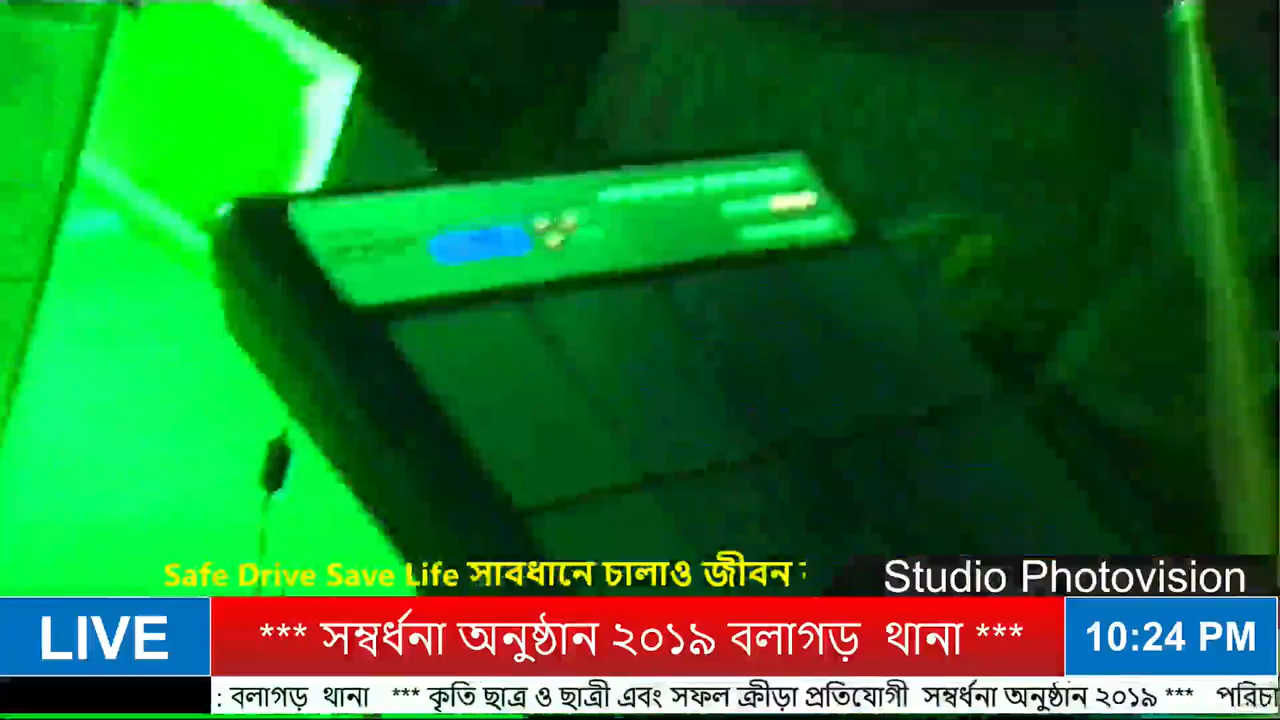 Safe Drive Save Life সাবধানে চালাও জীবন
Studio Photovision
LIVE
*** সম্বর্ধনা অনুষ্ঠান ২০১৯ বলাগড় থানা ***
10:24 PM
: বলাগড় থানা *** কৃতি ছাত্র ও ছাত্রী এবং সফল ক্রীড়া প্রতিযোগী সম্বর্ধনা অনুষ্ঠান ২০১৯ ***